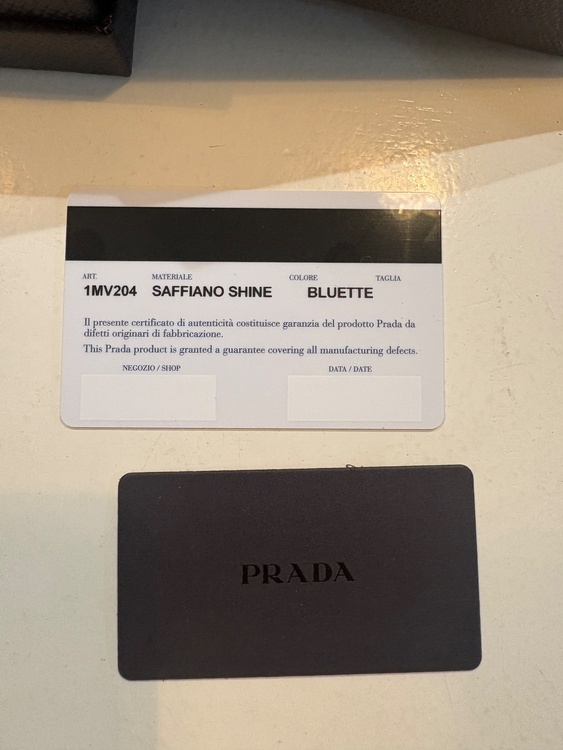 ART. MATERIALE COLORE TAGLIA
1MV204 SAFFIANO SHINE BLUETTE
Il presente certificato di autenticità costituisce garanzia del prodotto Prada da
difetti originari di fabbricazione.
This Prada product is granted a guarantee covering all manufacturing defects.
NEGOZIO / SHOP DATA / DATE
PRADA